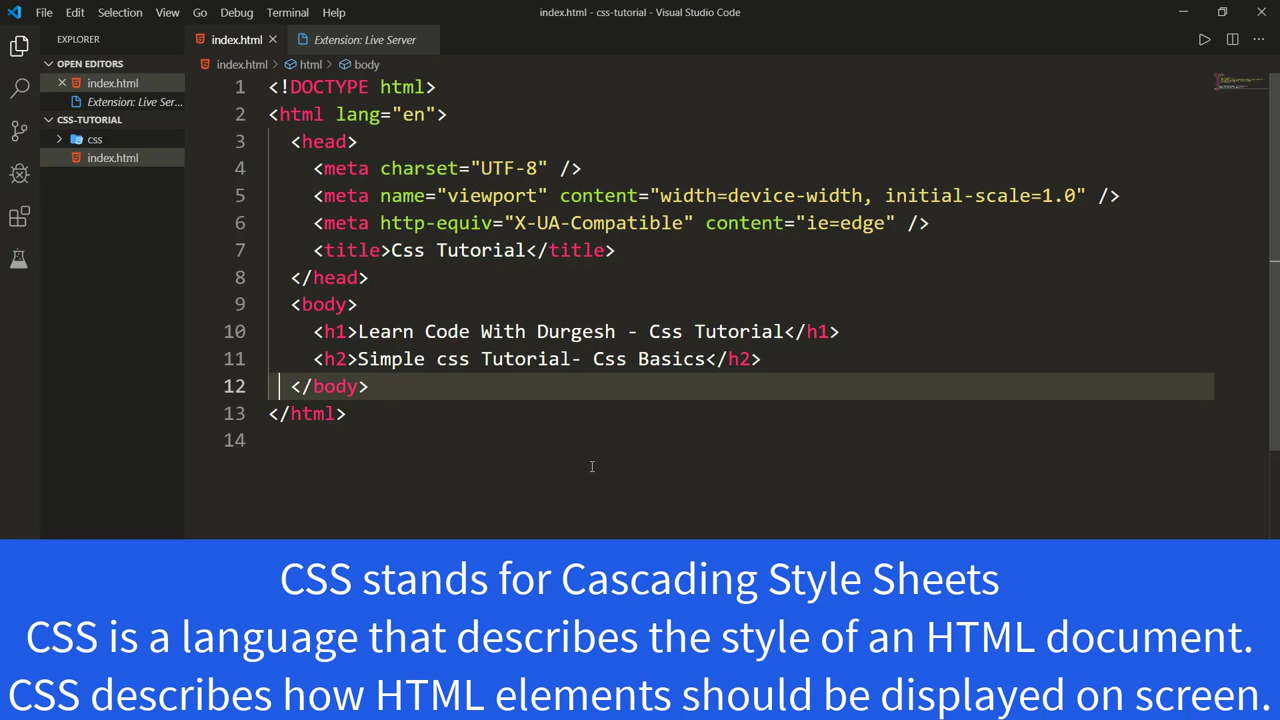 File Edit Selection View Go Debug Terminal Help
index.html - css-tutorial - Visual Studio Code
EXPLORER
index.html
Extension: Live Server
OPEN EDITORS
index.html
Extension: Live Ser...
CSS-TUTORIAL
css
index.html
index.html > html > body
1 <!DOCTYPE html>
2 <html lang="en">
3 <head>
4 <meta charset="UTF-8" />
5 <meta name="viewport" content="width=device-width, initial-scale=1.0" />
6 <meta http-equiv="X-UA-Compatible" content="ie=edge" />
7 <title>Css Tutorial</title>
8 </head>
9 <body>
10 <h1>Learn Code With Durgesh - Css Tutorial</h1>
11 <h2>Simple css Tutorial- Css Basics</h2>
12 </body>
13 </html>
14
CSS stands for Cascading Style Sheets
CSS is a language that describes the style of an HTML document.
CSS describes how HTML elements should be displayed on screen.